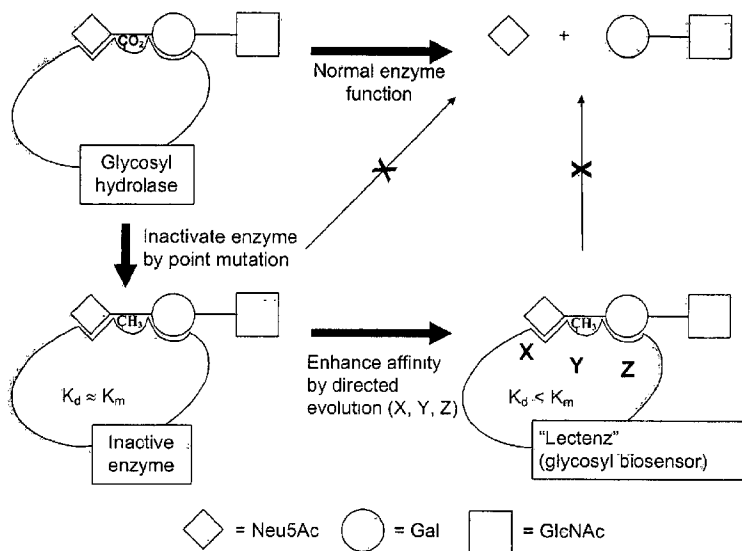 CO₂
Normal enzyme
function
+
Glycosyl
hydrolase
X
X
Inactivate enzyme
by point mutation
CH₃
Enhance affinity
by directed
evolution (X, Y, Z)
CH₃
X Y Z
Kd ≈ Km
Kd < Km
Inactive
enzyme
"Lectenz"
(glycosyl biosensor)
= Neu5Ac = Gal = GlcNAc